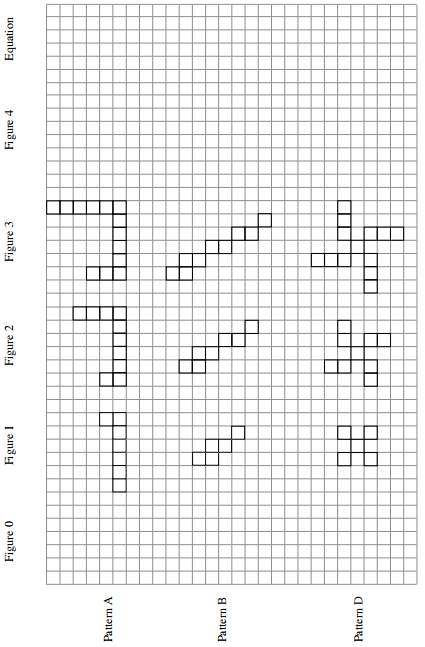 Figure 0
Figure 1
Figure 2
Figure 3
Figure 4
Equation
Pattern A
Pattern B
Pattern D